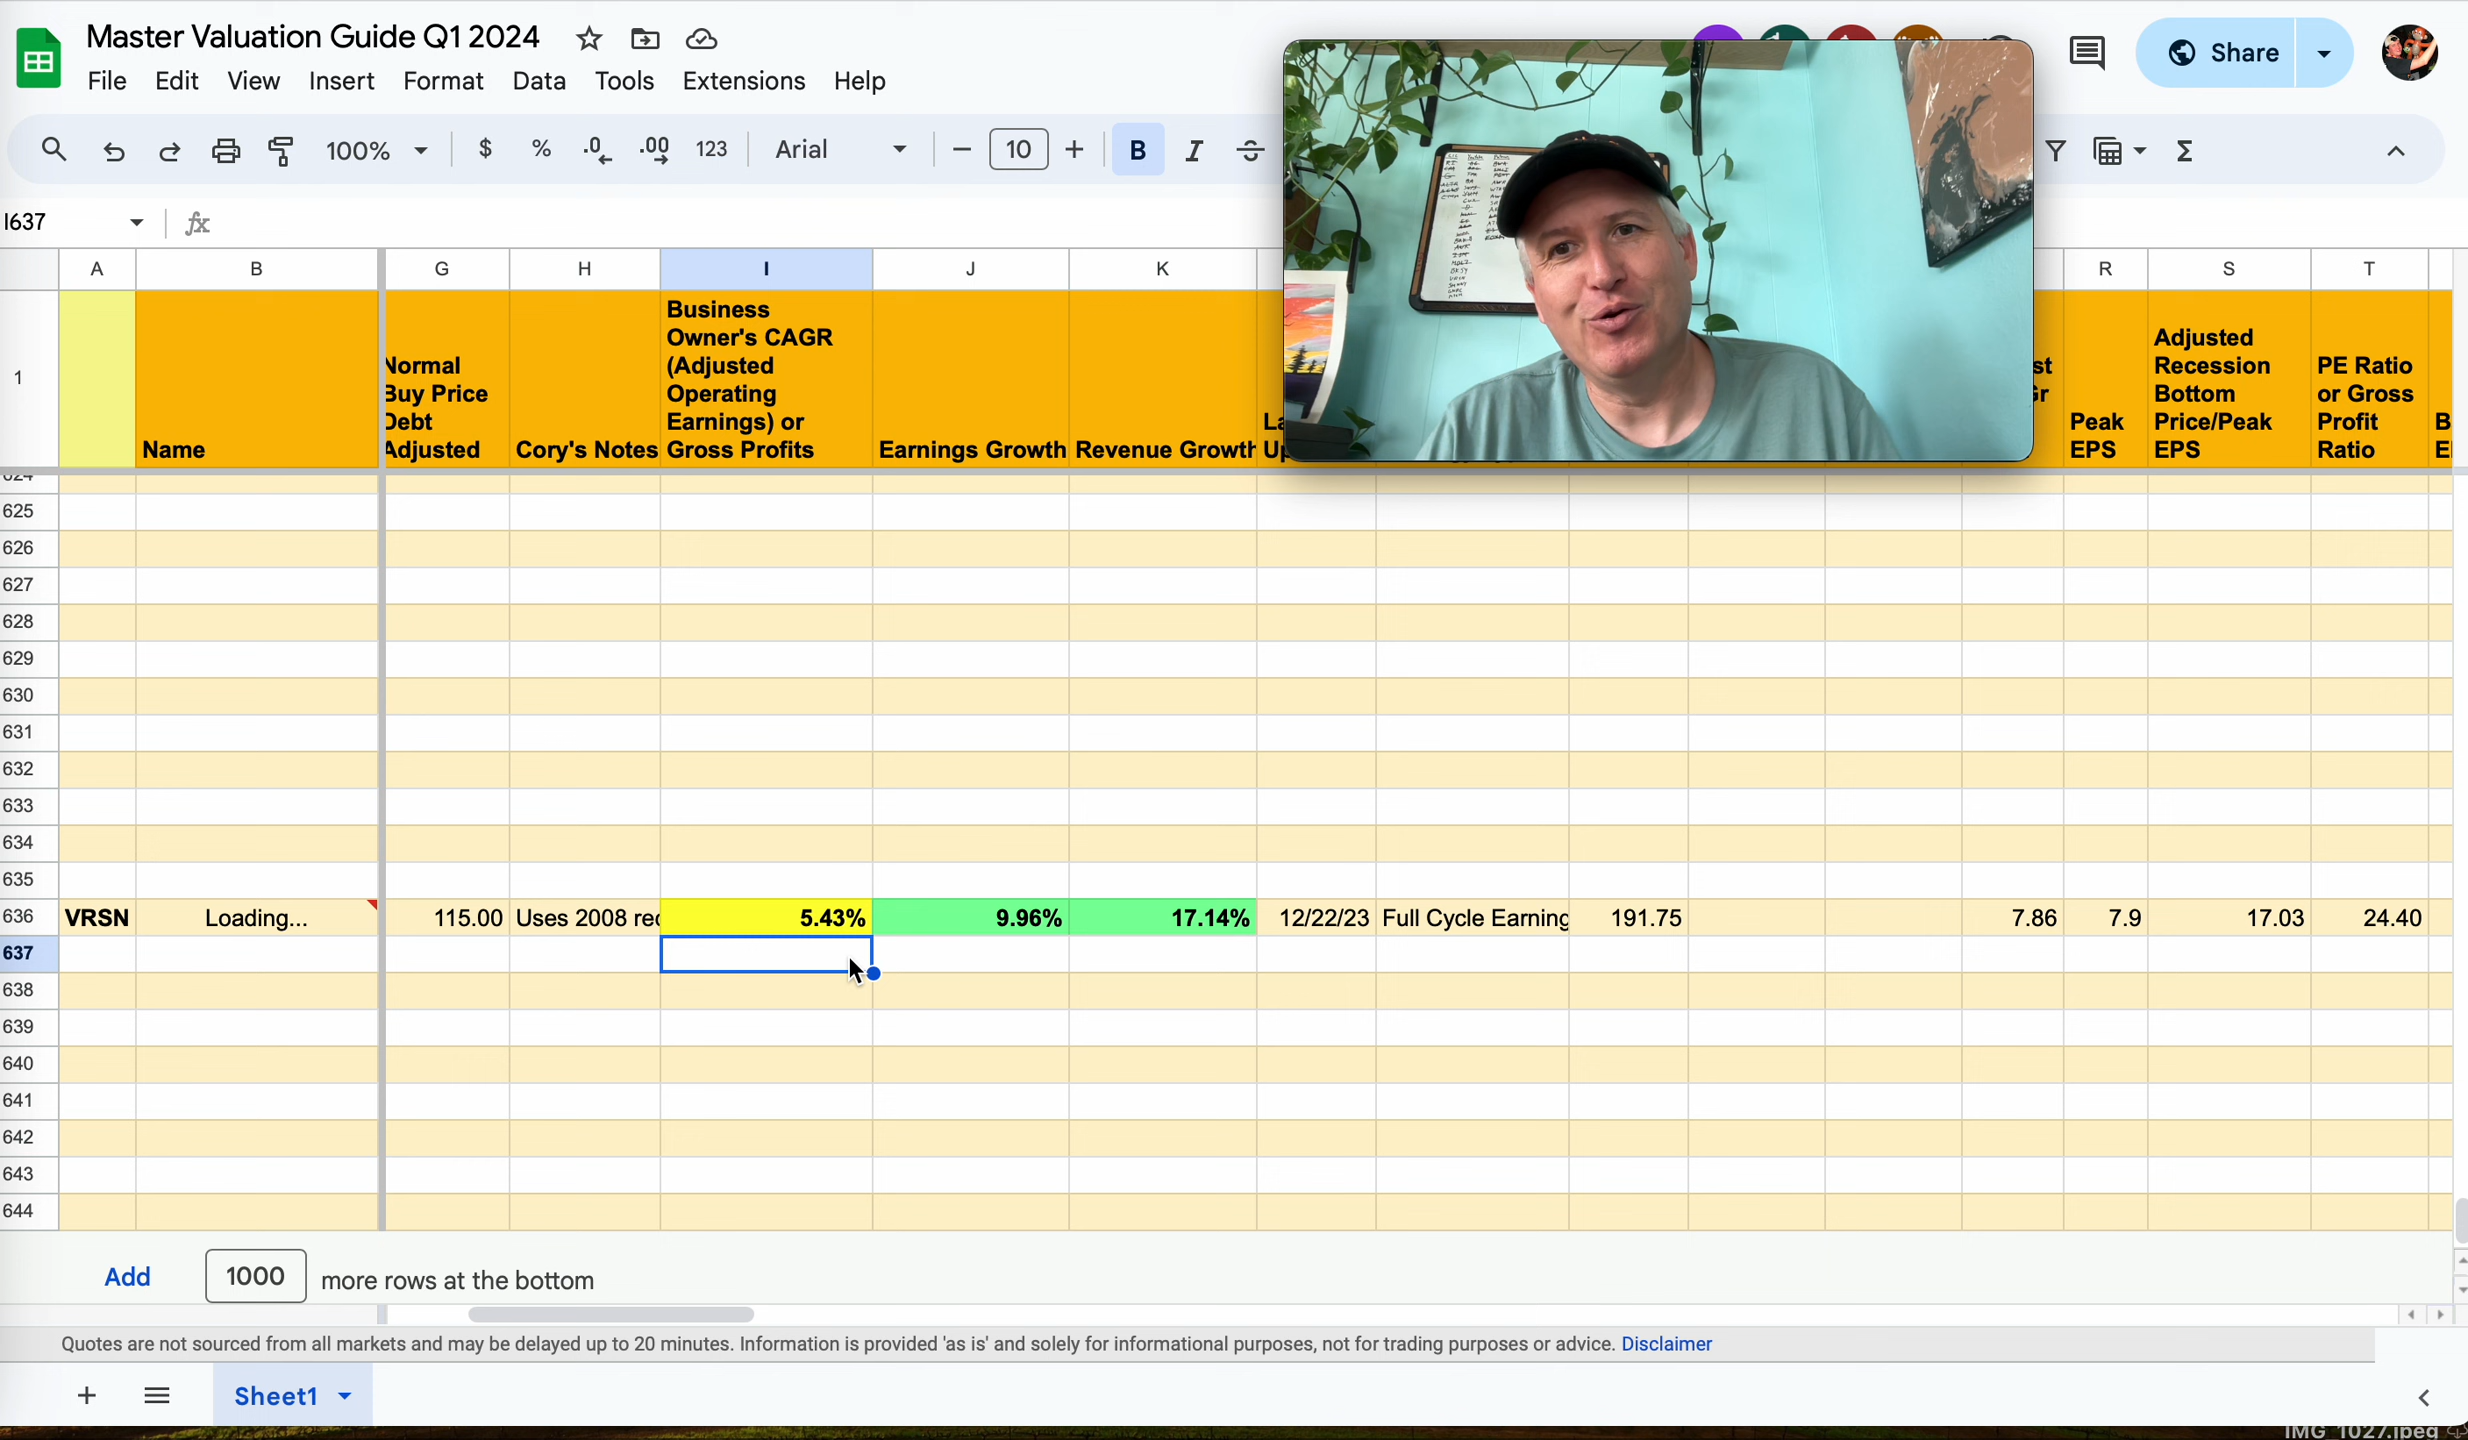 Master Valuation Guide Q1 2024
File Edit View Insert Format Data Tools Extensions Help
Share
100% $ % .0 .00 123 Arial 10 B I
I637 fx
A B G H I J K R S T
1
Name
Normal Buy Price Debt Adjusted
Cory's Notes
Business Owner's CAGR (Adjusted Operating Earnings) or Gross Profits
Earnings Growth
Revenue Growth
Peak EPS
Adjusted Recession Bottom Price/Peak EPS
PE Ratio or Gross Profit Ratio
624
625
626
627
628
629
630
631
632
633
634
635
636 VRSN Loading... 115.00 Uses 2008 rec 5.43% 9.96% 17.14% 12/22/23 Full Cycle Earning 191.75 7.86 7.9 17.03 24.40
637
638
639
640
641
642
643
644
Add 1000 more rows at the bottom
Quotes are not sourced from all markets and may be delayed up to 20 minutes. Information is provided 'as is' and solely for informational purposes, not for trading purposes or advice. Disclaimer
Sheet1
IMG_1027.jpeg